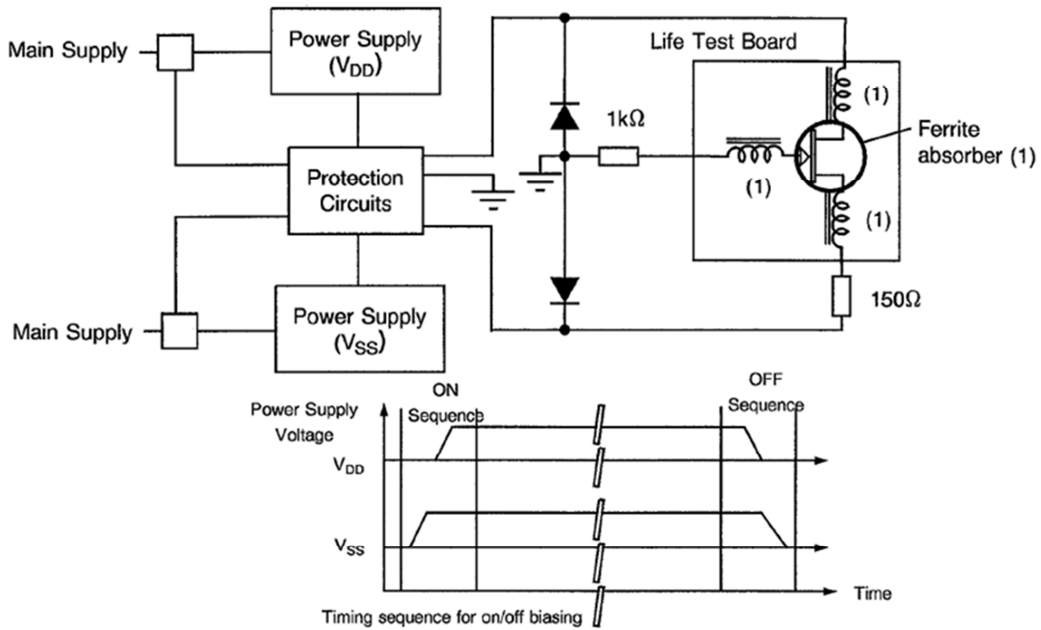 Main Supply
Power Supply
(VDD)
Life Test Board
(1)
1kΩ
Ferrite
absorber (1)
Protection
Circuits
(1)
(1)
150Ω
Main Supply
Power Supply
(VSS)
ON
Sequence
OFF
Sequence
Power Supply
Voltage
VDD
VSS
Time
Timing sequence for on/off biasing